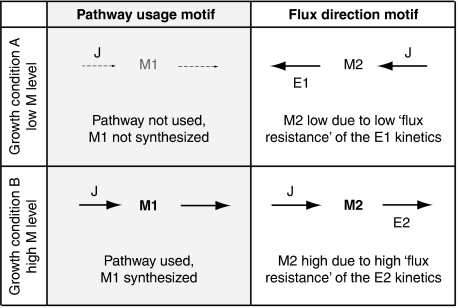 Pathway usage motif
Flux direction motif
Growth condition A
low M level
J
M1
Pathway not used,
M1 not synthesized
M2
J
E1
M2 low due to low ‘flux
resistance’ of the E1 kinetics
Growth condition B
high M level
J
M1
Pathway used,
M1 synthesized
J
M2
E2
M2 high due to high ‘flux
resistance’ of the E2 kinetics